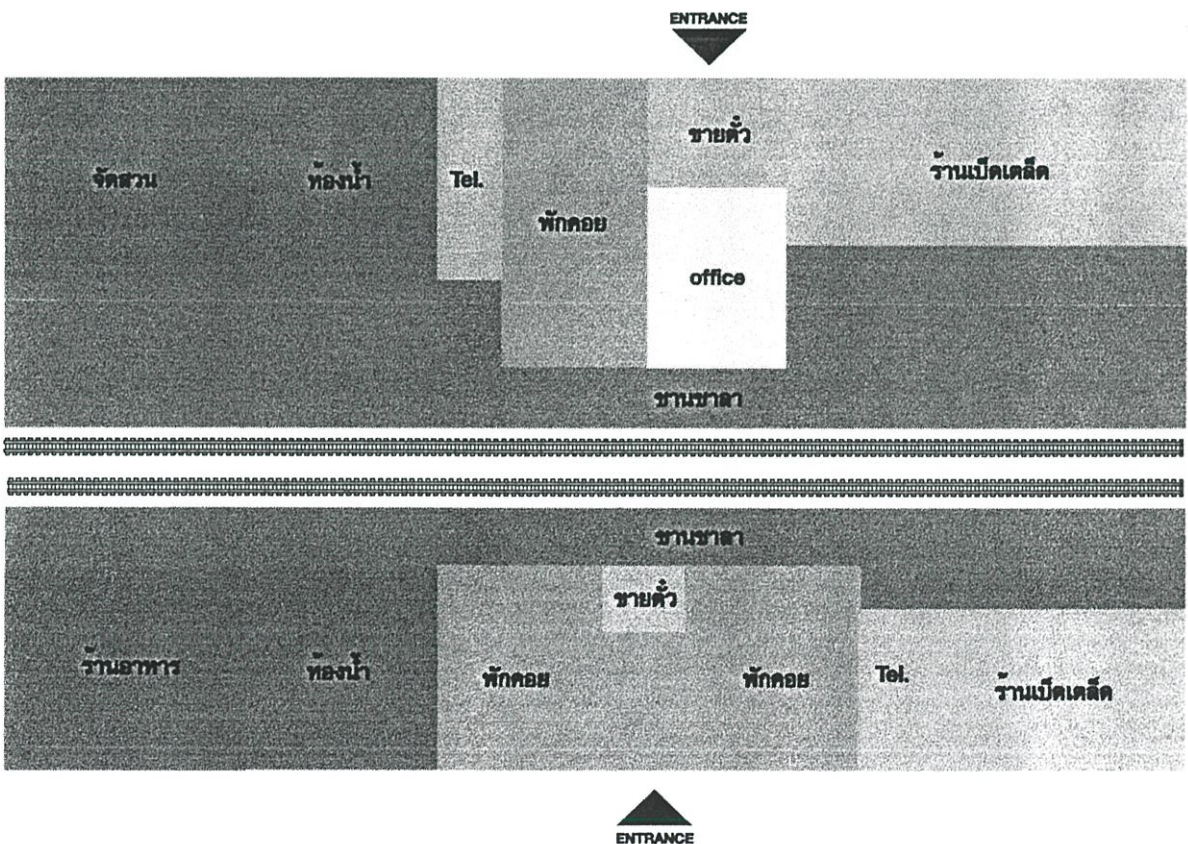 ENTRANCE
ขายตั๋ว
จัดสวน
ห้องน้ำ
Tel.
ร้านเบ็ดเตล็ด
พักคอย
office
ชานชาลา
ชานชาลา
ขายตั๋ว
ร้านอาหาร
ห้องน้ำ
พักคอย
พักคอย
Tel.
ร้านเบ็ดเตล็ด
ENTRANCE